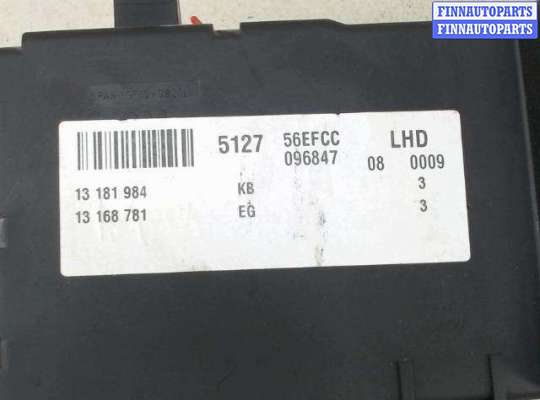 FINNAUTOPARTS
FINNAUTOPARTS
5127 56EFCC LHD
096847 08 0009
13 181 984 KB 3
13 168 781 EG 3